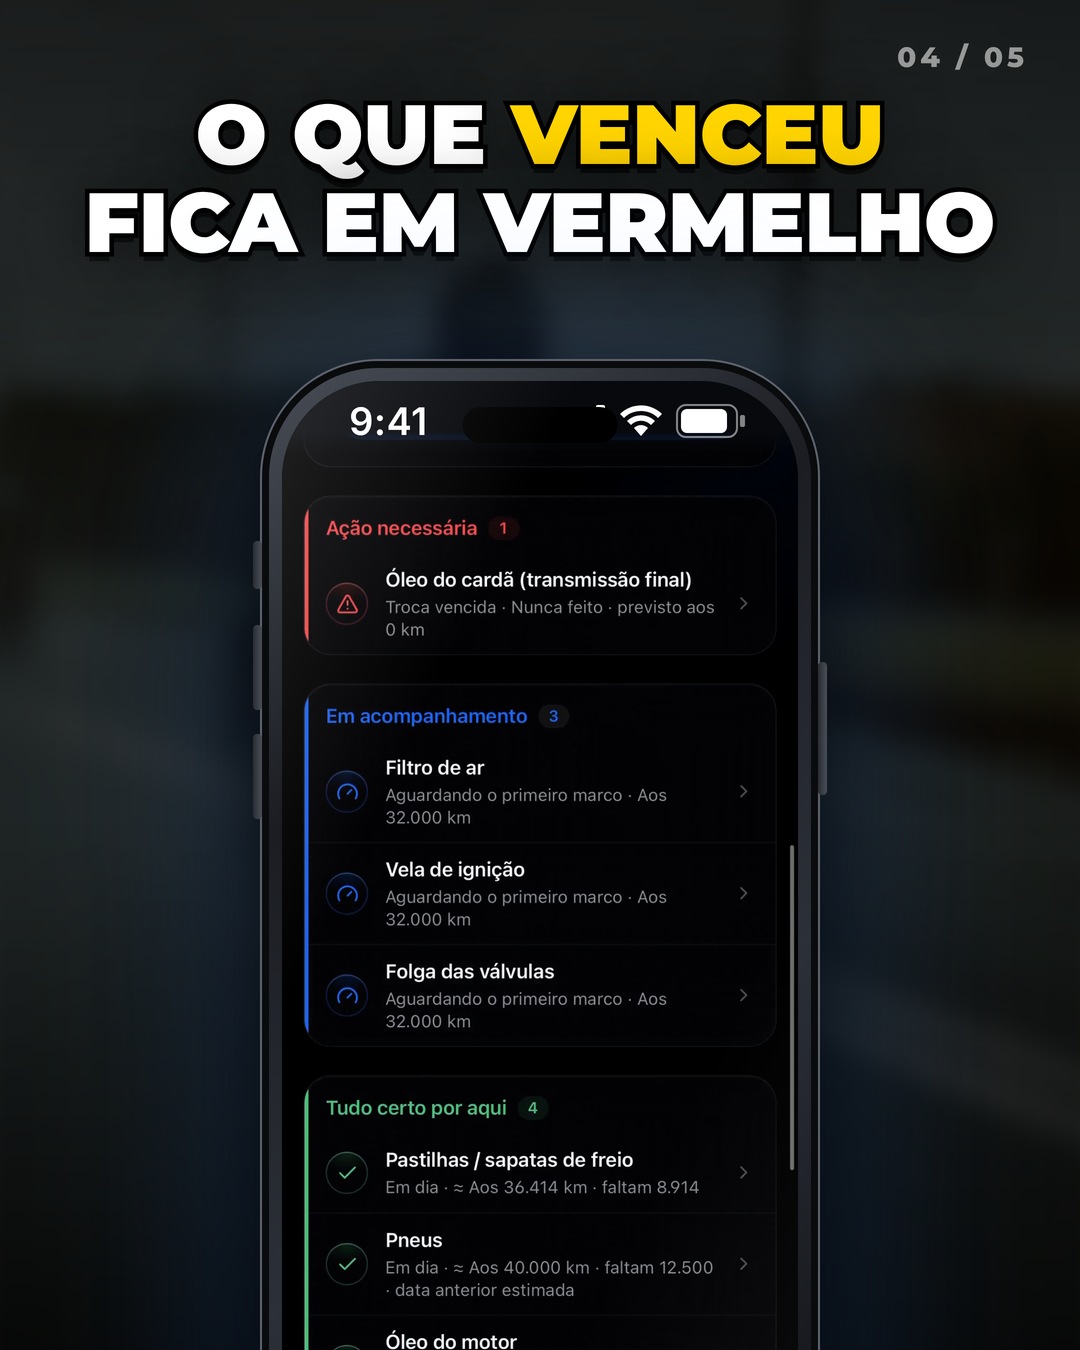 04 / 05
O QUE VENCEU
FICA EM VERMELHO
9:41
Ação necessária 1
Óleo do cardã (transmissão final)
Troca vencida · Nunca feito · previsto aos
0 km
Em acompanhamento 3
Filtro de ar
Aguardando o primeiro marco · Aos
32.000 km
Vela de ignição
Aguardando o primeiro marco · Aos
32.000 km
Folga das válvulas
Aguardando o primeiro marco · Aos
32.000 km
Tudo certo por aqui 4
Pastilhas / sapatas de freio
Em dia · ≈ Aos 36.414 km · faltam 8.914
Pneus
Em dia · ≈ Aos 40.000 km · faltam 12.500
· data anterior estimada
Óleo do motor